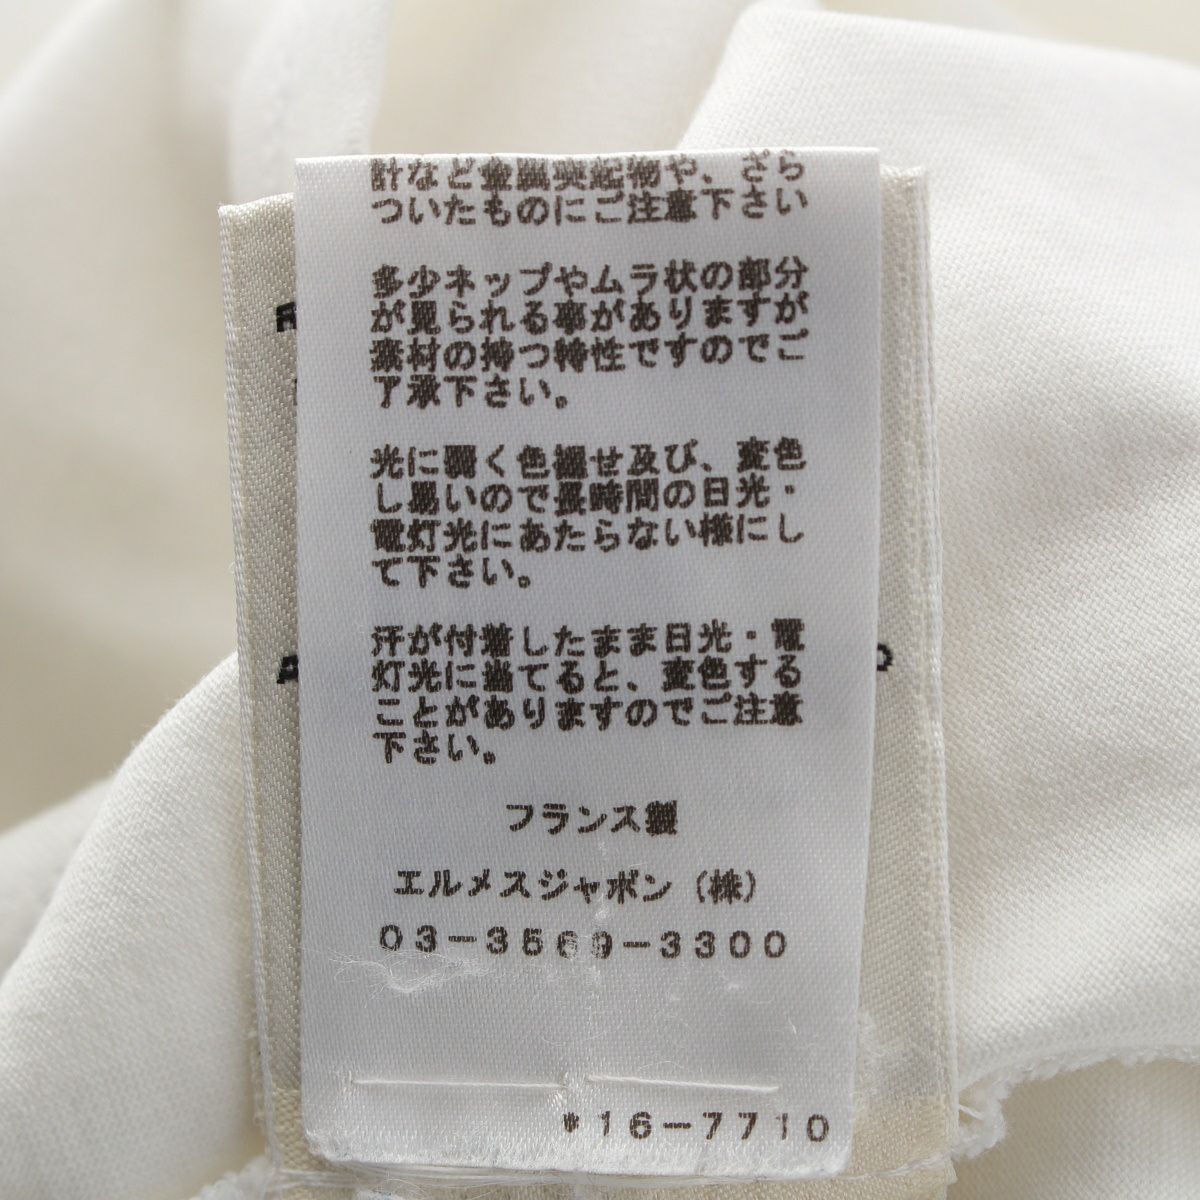 計など金属突起物や、ざら
ついたものにご注意下さい
多少ネップやムラ状の部分
が見られる事がありますが
素材の持つ特性ですのでご
了承下さい。
光に弱く色褪せ及び、変色
し易いので長時間の日光・
電灯光にあたらない様にし
て下さい。
汗が付着したまま日光・電
灯光に当てると、変色する
ことがありますのでご注意
下さい。
フランス製
エルメスジャポン（株）
03-3569-3300
*16-7710